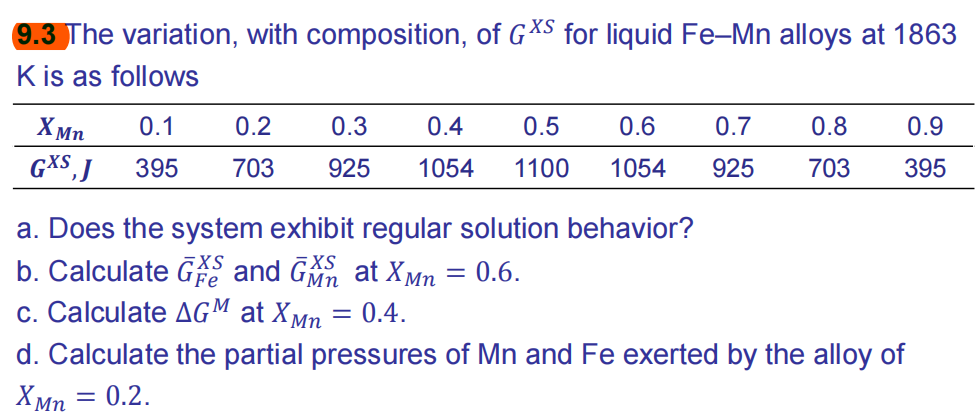 9.3 The variation, with composition, of G^XS for liquid Fe–Mn alloys at 1863
K is as follows
X_Mn 0.1 0.2 0.3 0.4 0.5 0.6 0.7 0.8 0.9
G^XS, J 395 703 925 1054 1100 1054 925 703 395
a. Does the system exhibit regular solution behavior?
b. Calculate Ḡ_Fe^XS and Ḡ_Mn^XS at X_Mn = 0.6.
c. Calculate ΔG^M at X_Mn = 0.4.
d. Calculate the partial pressures of Mn and Fe exerted by the alloy of
X_Mn = 0.2.